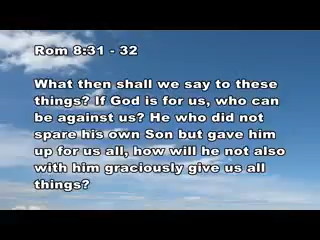 Rom 8:31 - 32
What then shall we say to these
things? If God is for us, who can
be against us? He who did not
spare his own Son but gave him
up for us all, how will he not also
with him graciously give us all
things?